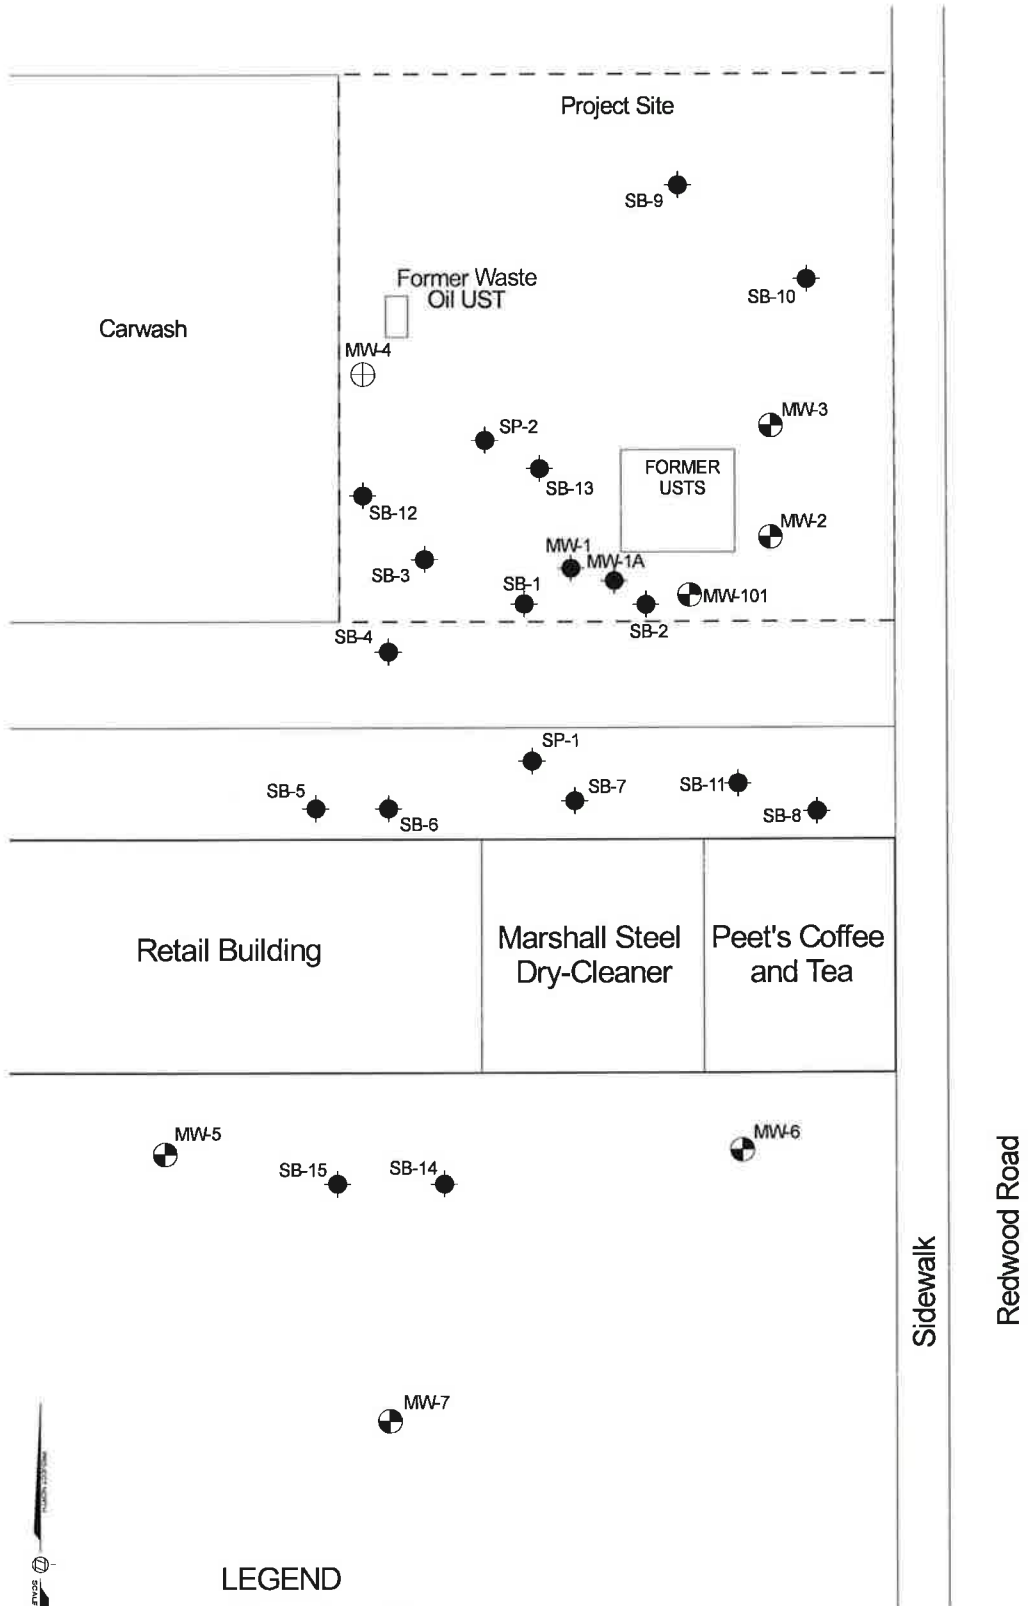 Project Site
SB-9
Former Waste
Oil UST
SB-10
Carwash
MW-4
MW-3
SP-2
FORMER
USTS
SB-13
SB-12
MW-2
MW-1
MW-1A
SB-3
SB-1
MW-101
SB-2
SB-4
SP-1
SB-5
SB-7
SB-11
SB-6
SB-8
Retail Building
Marshall Steel
Dry-Cleaner
Peet's Coffee
and Tea
MW-5
MW-6
SB-15
SB-14
Sidewalk
Redwood Road
MW-7
PROJECT NORTH
SCALE
LEGEND